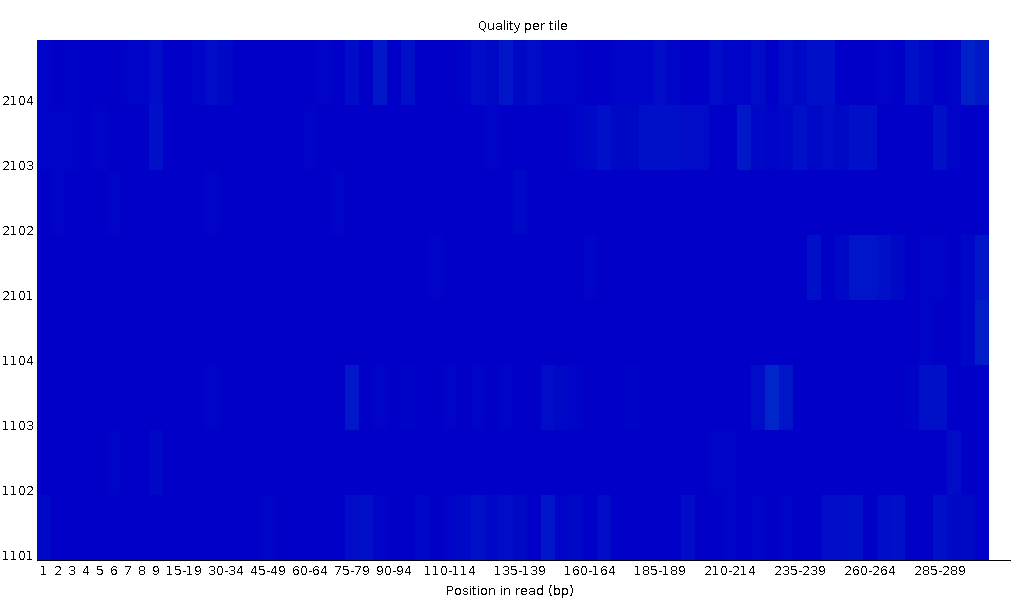 Quality per tile
2104
2103
2102
2101
1104
1103
1102
1101
1 2 3 4 5 6 7 8 9 15-19 30-34 45-49 60-64 75-79 90-94 110-114 135-139 160-164 185-189 210-214 235-239 260-264 285-289
Position in read (bp)